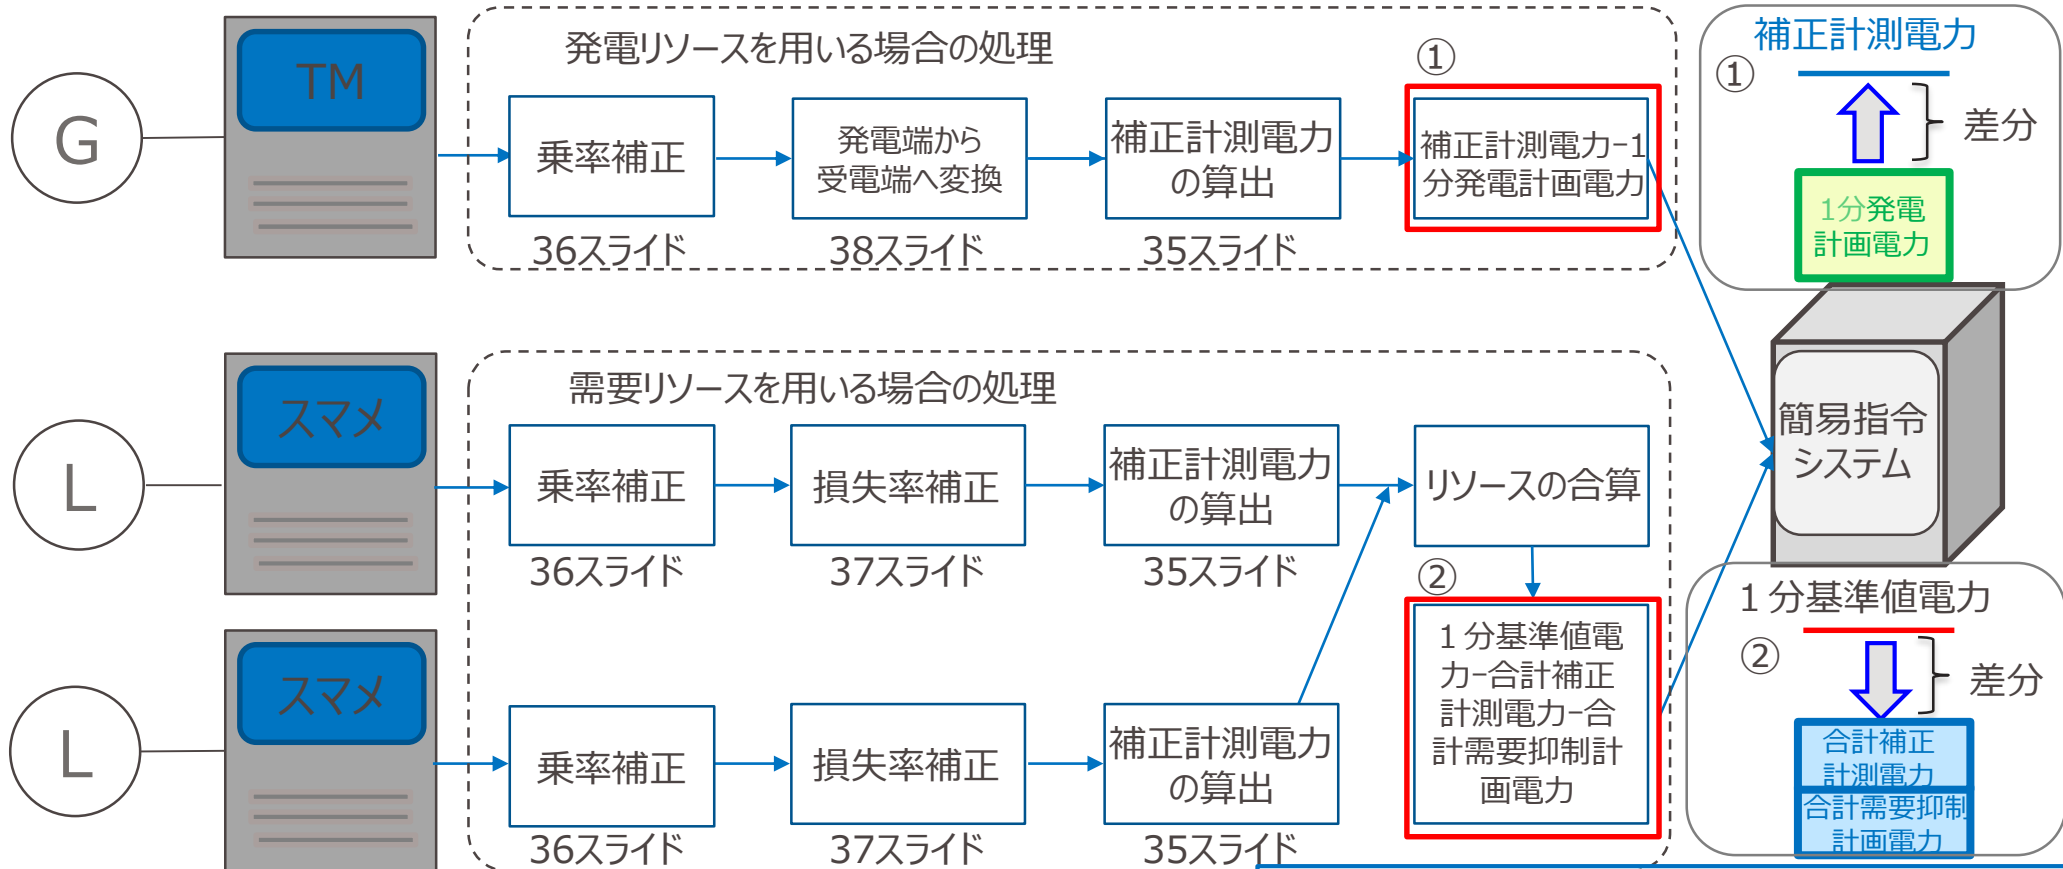 発電リソースを用いる場合の処理
G
TM
乗率補正
36スライド
発電端から
受電端へ変換
38スライド
補正計測電力
の算出
35スライド
①
補正計測電力-1
分発電計画電力
補正計測電力
①
差分
1分発電
計画電力
需要リソースを用いる場合の処理
L
スマメ
乗率補正
36スライド
損失率補正
37スライド
補正計測電力
の算出
35スライド
リソースの合算
簡易指令
システム
L
スマメ
乗率補正
36スライド
損失率補正
37スライド
補正計測電力
の算出
35スライド
②
１分基準値電
力-合計補正
計測電力-合
計需要抑制計
画電力
１分基準値電力
②
差分
合計補正
計測電力
合計需要抑制
計画電力